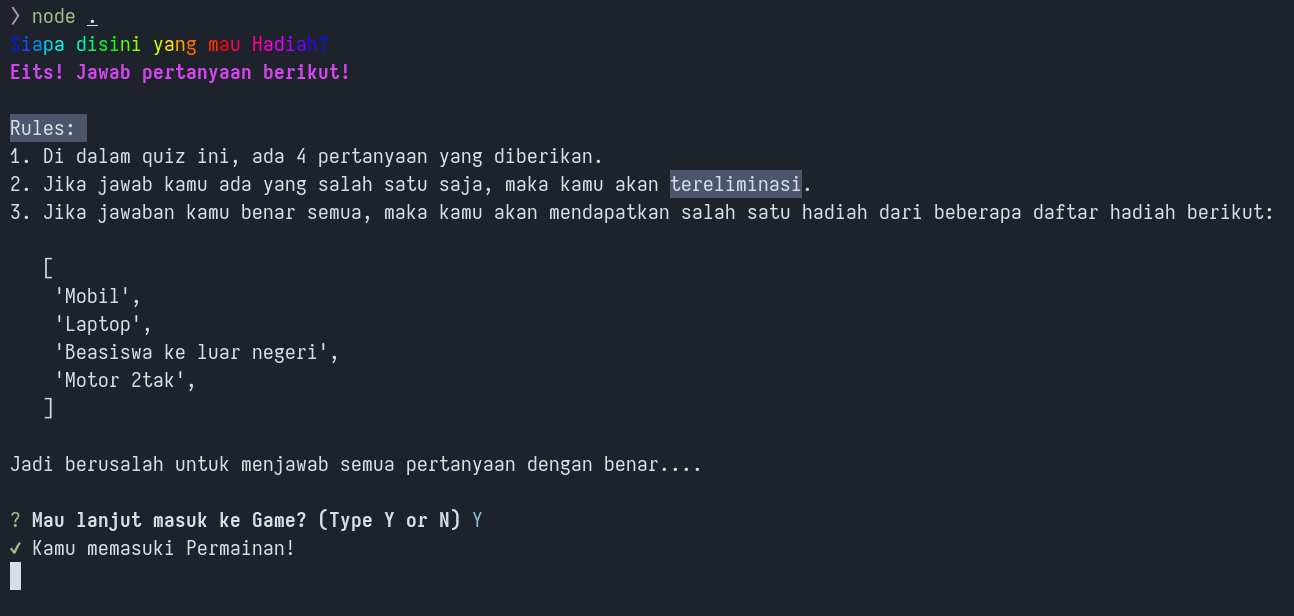 ❯ node .
Siapa disini yang mau Hadiah?
Eits! Jawab pertanyaan berikut!
Rules:
1. Di dalam quiz ini, ada 4 pertanyaan yang diberikan.
2. Jika jawab kamu ada yang salah satu saja, maka kamu akan tereliminasi.
3. Jika jawaban kamu benar semua, maka kamu akan mendapatkan salah satu hadiah dari beberapa daftar hadiah berikut:
[
'Mobil',
'Laptop',
'Beasiswa ke luar negeri',
'Motor 2tak',
]
Jadi berusalah untuk menjawab semua pertanyaan dengan benar....
? Mau lanjut masuk ke Game? (Type Y or N) Y
✔ Kamu memasuki Permainan!